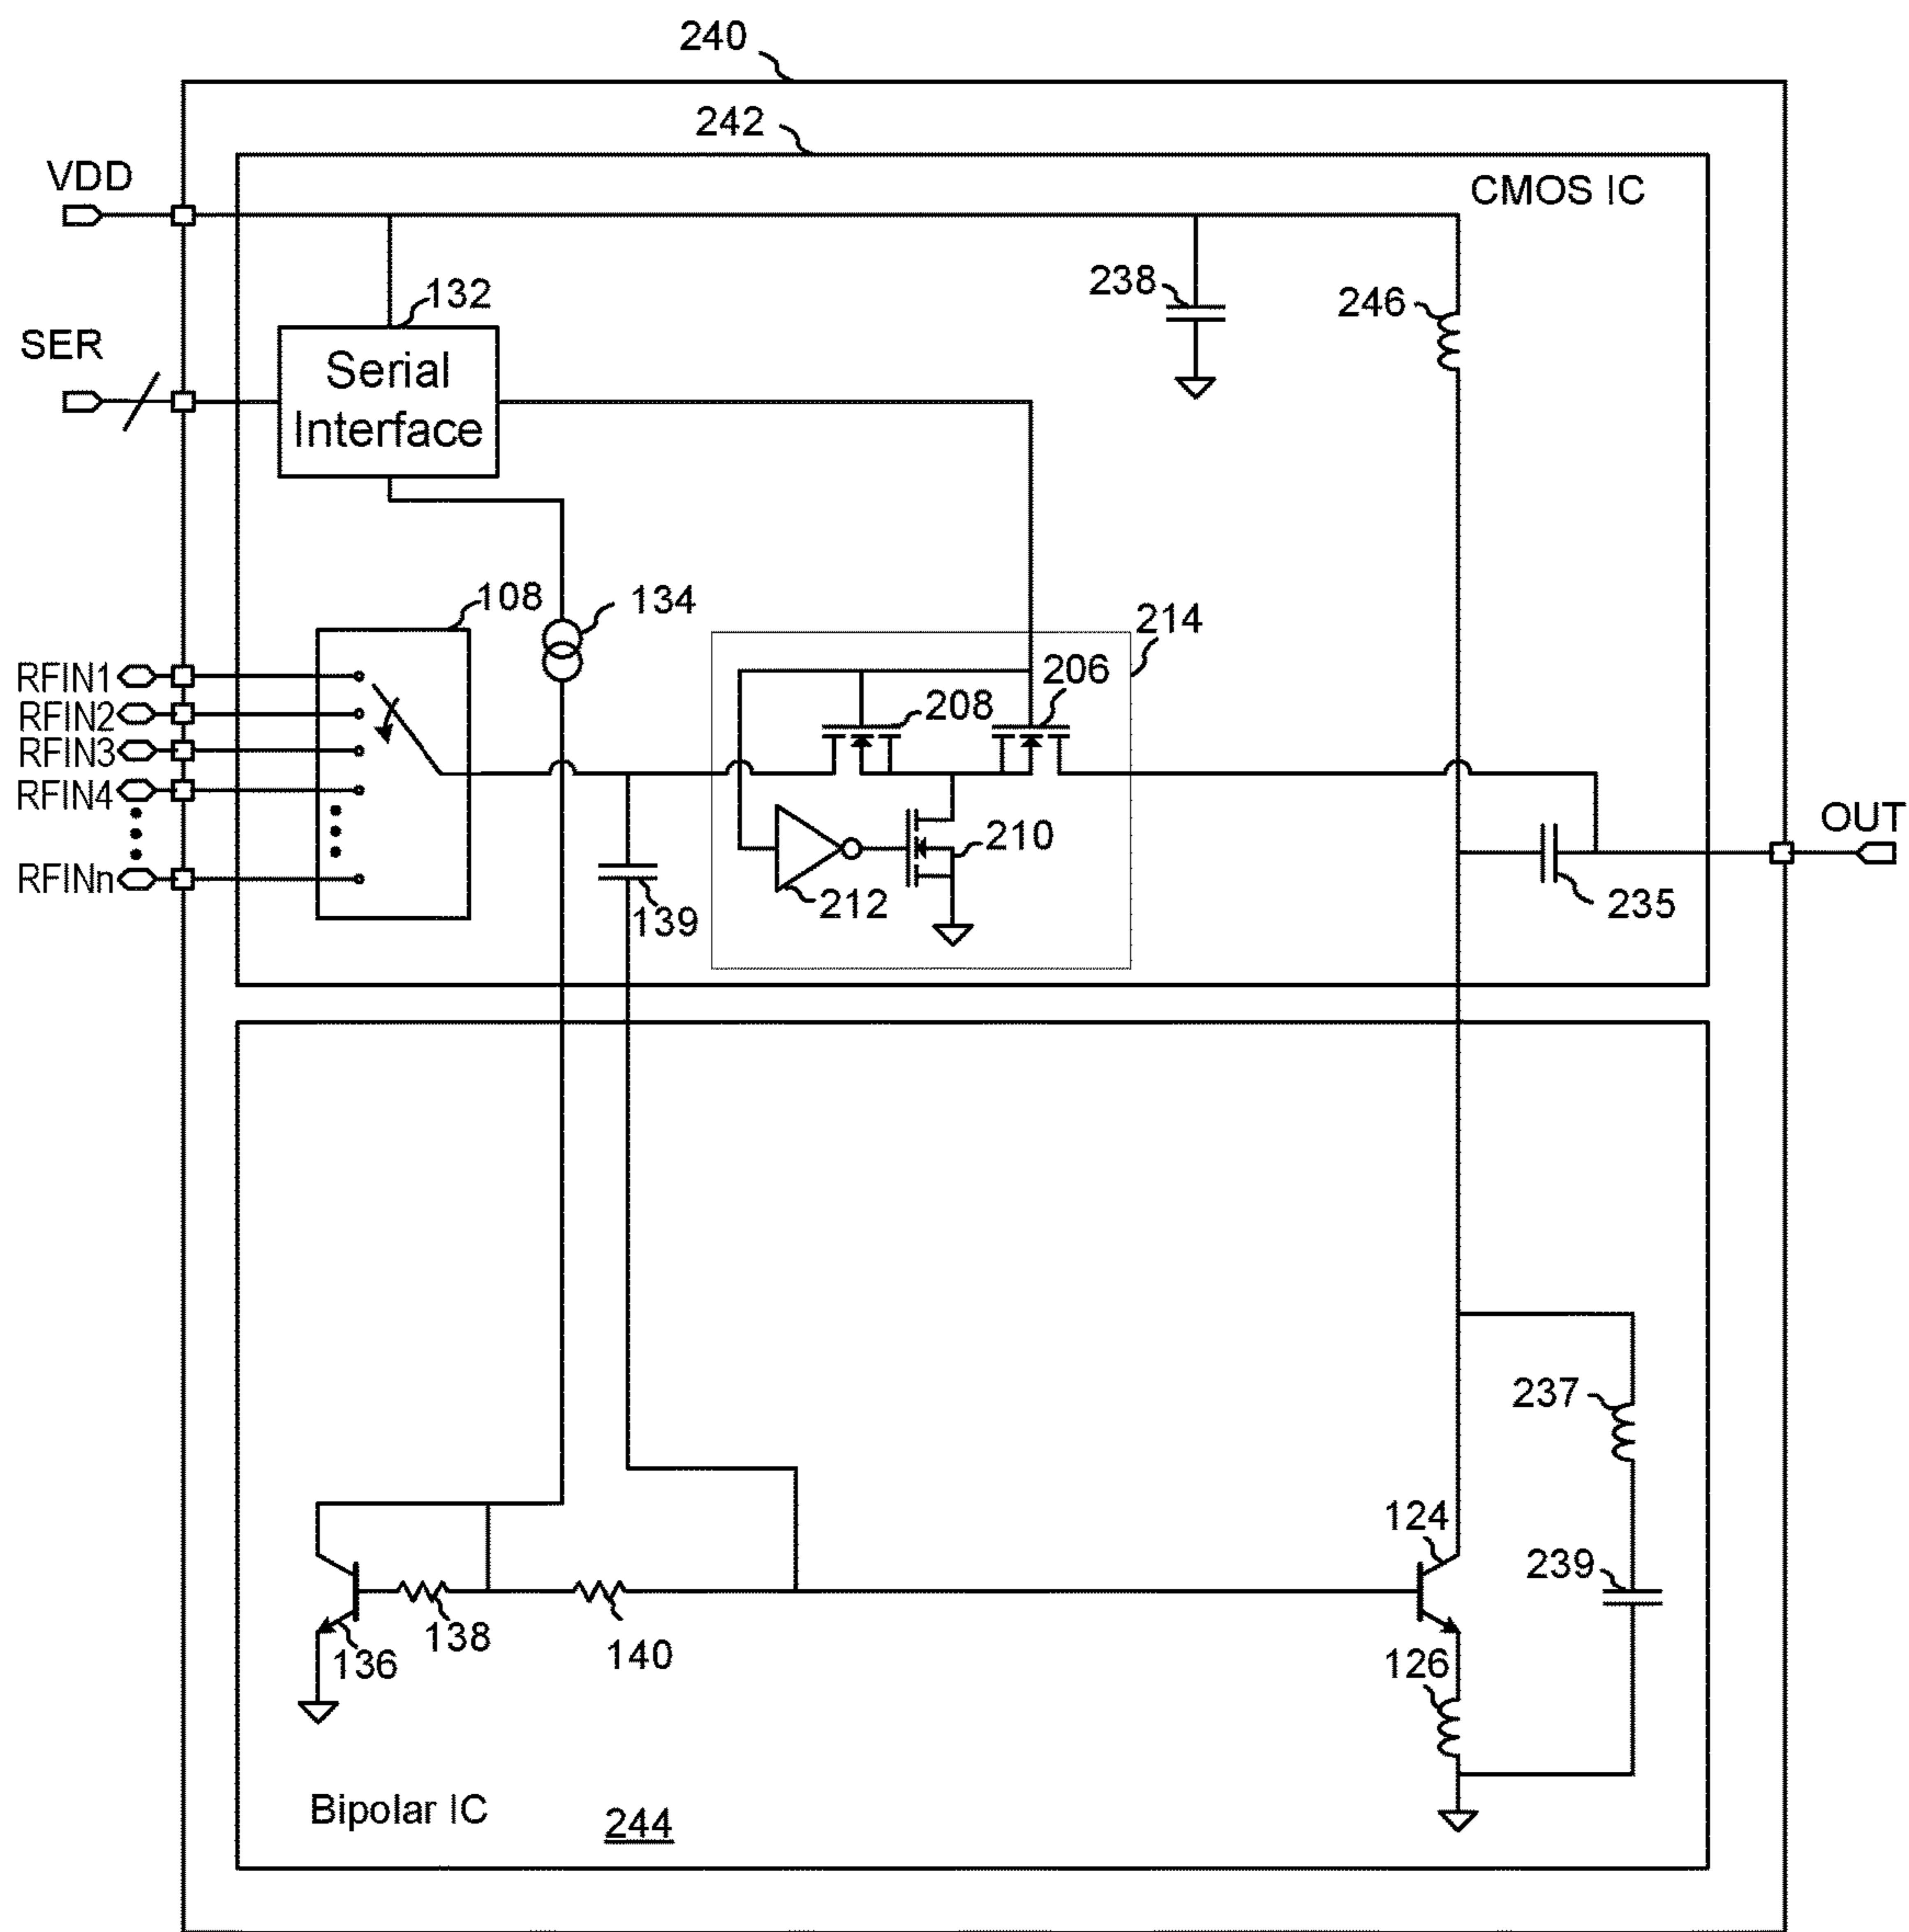 240
242
VDD
CMOS IC
132
238
246
SER
Serial
Interface
108
134
214
206
RFIN1
208
RFIN2
RFIN3
RFIN4
OUT
210
RFINn
212
139
235
237
124
239
138
136
140
126
Bipolar IC
244